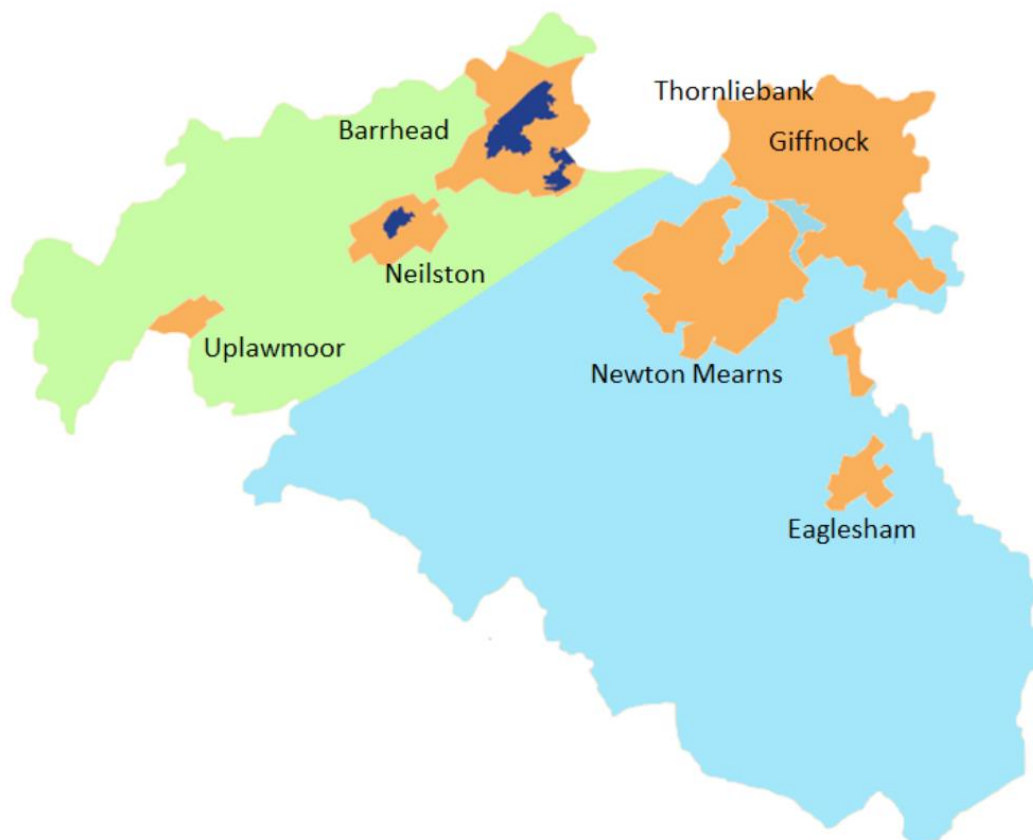 Thornliebank
Barrhead
Giffnock
Neilston
Uplawmoor
Newton Mearns
Eaglesham